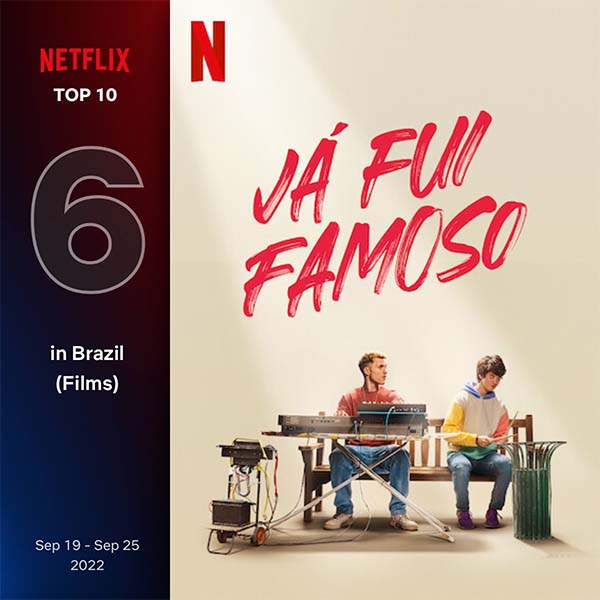 NETFLIX
TOP 10
6
in Brazil
(Films)
Sep 19 - Sep 25
2022
N
JÁ FUI
FAMOSO